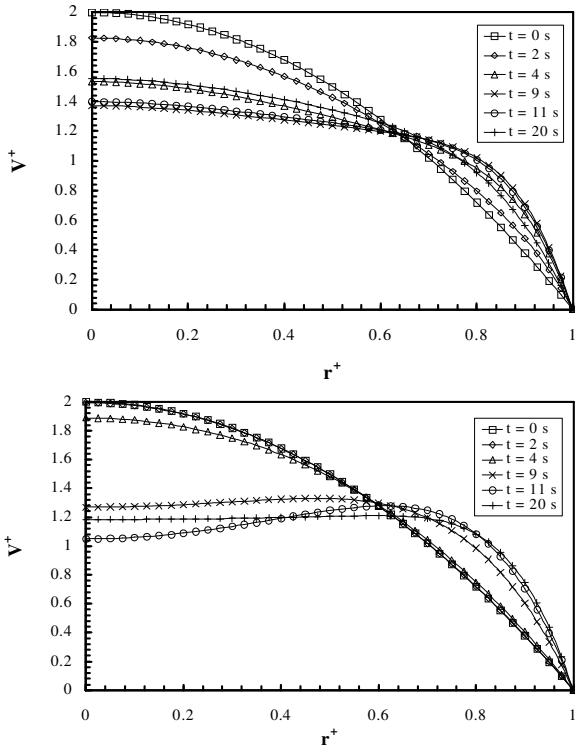 2
1.8
1.6
1.4
1.2
1
0.8
0.6
0.4
0.2
0
V+
t = 0 s
t = 2 s
t = 4 s
t = 9 s
t = 11 s
t = 20 s
0 0.2 0.4 0.6 0.8 1
r+
2
1.8
1.6
1.4
1.2
1
0.8
0.6
0.4
0.2
0
V+
t = 0 s
t = 2 s
t = 4 s
t = 9 s
t = 11 s
t = 20 s
0 0.2 0.4 0.6 0.8 1
r+